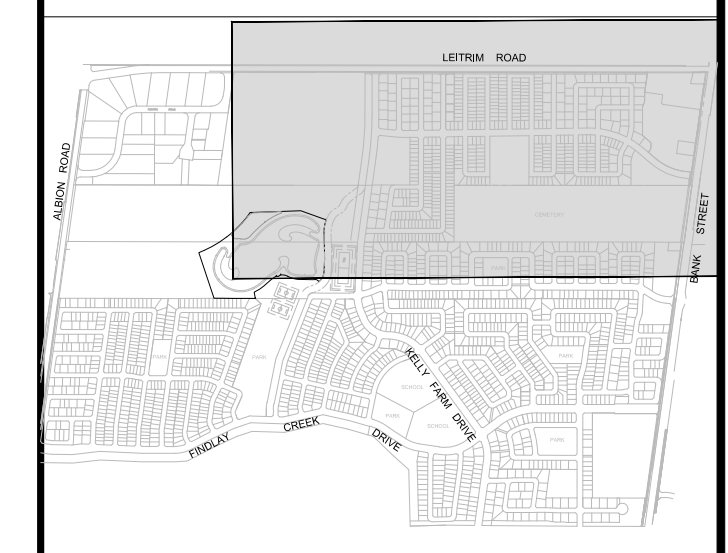 LEITRIM ROAD
ALBION ROAD
CEMETERY
BANK STREET
PARK
PARK
PARK
PARK
KELLY FARM DRIVE
SCHOOL
PARK
SCHOOL
PARK
FINDLAY CREEK DRIVE